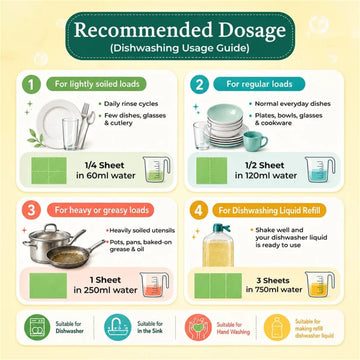 Recommended Dosage
(Dishwashing Usage Guide)
1
For lightly soiled loads
• Daily rinse cycles
• Few dishes, glasses
& cutlery
1/4 Sheet
in 60ml water
2
For regular loads
• Normal everyday dishes
• Plates, bowls, glasses
& cookware
1/2 Sheet
in 120ml water
3
For heavy or greasy loads
• Heavily soiled utensils
• Pots, pans, baked-on
grease & oil
1 Sheet
in 250ml water
4
For Dishwashing Liquid Refill
• Shake well and
your dishwasher liquid
is ready to use
3 Sheets
in 750ml water
Suitable for
Dishwasher
Suitable for
in the Sink
Suitable for
Hand Washing
Suitable for
making refill
dishwasher liquid